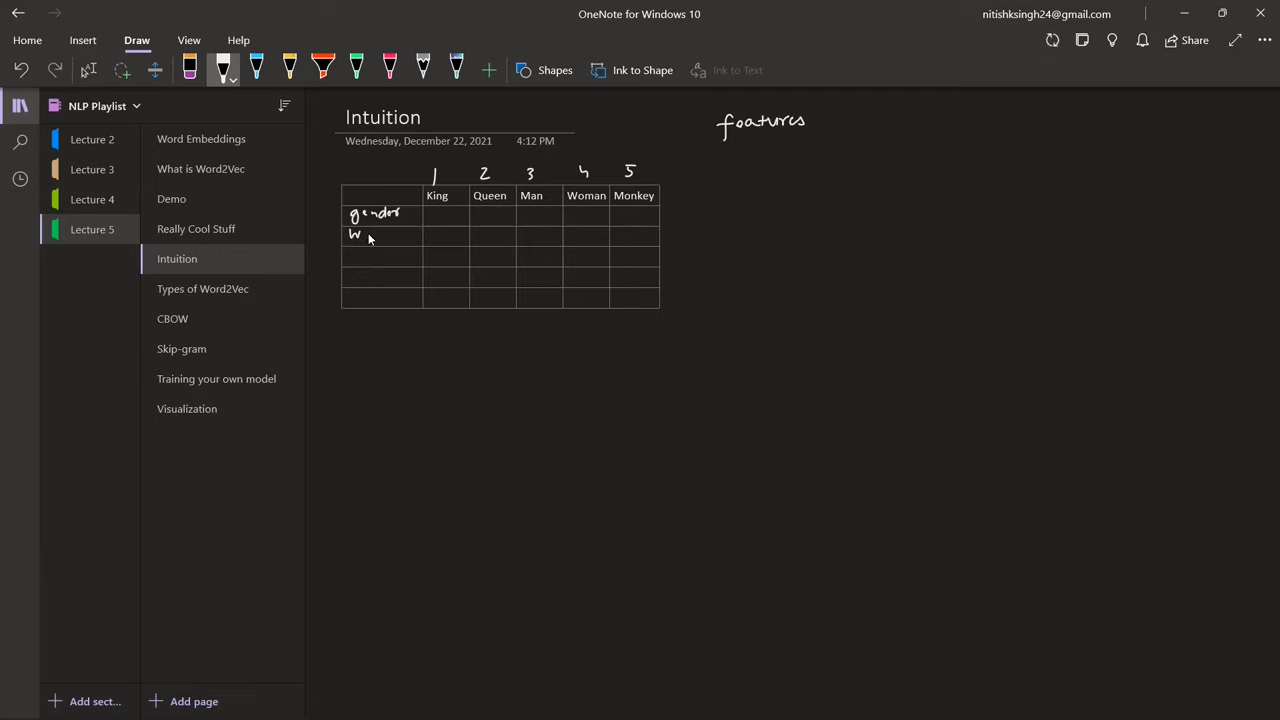 OneNote for Windows 10
nitishksingh24@gmail.com
Home Insert Draw View Help
Share
Shapes Ink to Shape Ink to Text
NLP Playlist
Lecture 2
Lecture 3
Lecture 4
Lecture 5
Word Embeddings
What is Word2Vec
Demo
Really Cool Stuff
Intuition
Types of Word2Vec
CBOW
Skip-gram
Training your own model
Visualization
Add sect...
Add page
Intuition
Wednesday, December 22, 2021 4:12 PM
features
1 2 3 4 5
King Queen Man Woman Monkey
gender
W